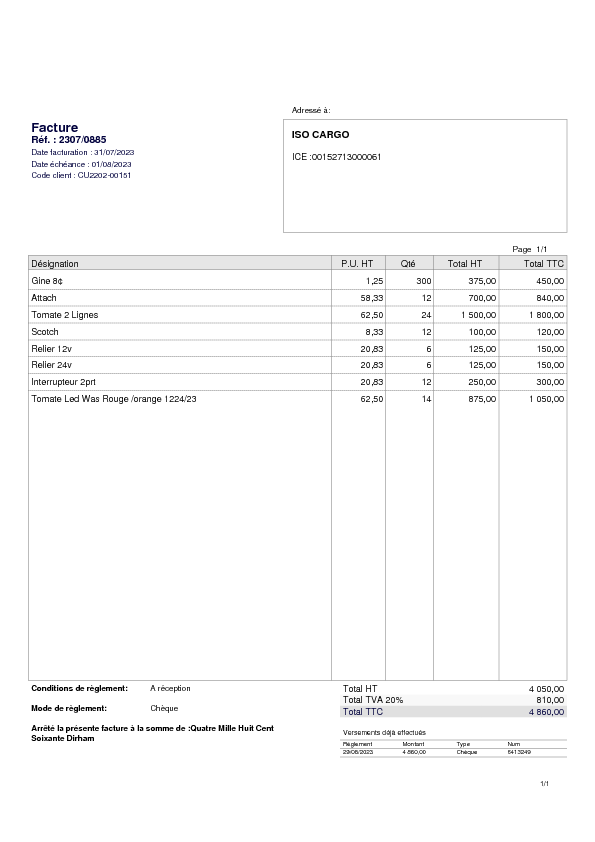 Adressé à:
Facture
Réf. : 2307/0885
Date facturation : 31/07/2023
Date échéance : 01/08/2023
Code client : CU2202-00151
ISO CARGO
ICE :00152713000061
Page 1/1
Désignation P.U. HT Qté Total HT Total TTC
Gine 8¢ 1,25 300 375,00 450,00
Attach 58,33 12 700,00 840,00
Tomate 2 Lignes 62,50 24 1 500,00 1 800,00
Scotch 8,33 12 100,00 120,00
Relier 12v 20,83 6 125,00 150,00
Relier 24v 20,83 6 125,00 150,00
Interrupteur 2prt 20,83 12 250,00 300,00
Tomate Led Was Rouge /orange 1224/23 62,50 14 875,00 1 050,00
Conditions de règlement: A réception
Total HT 4 050,00
Total TVA 20% 810,00
Mode de règlement: Chèque
Total TTC 4 860,00
Arrêté la présente facture à la somme de :Quatre Mille Huit Cent
Soixante Dirham
Versements déjà effectués
Règlement Montant Type Num
29/08/2023 4 860,00 Chèque 5413249
1/1